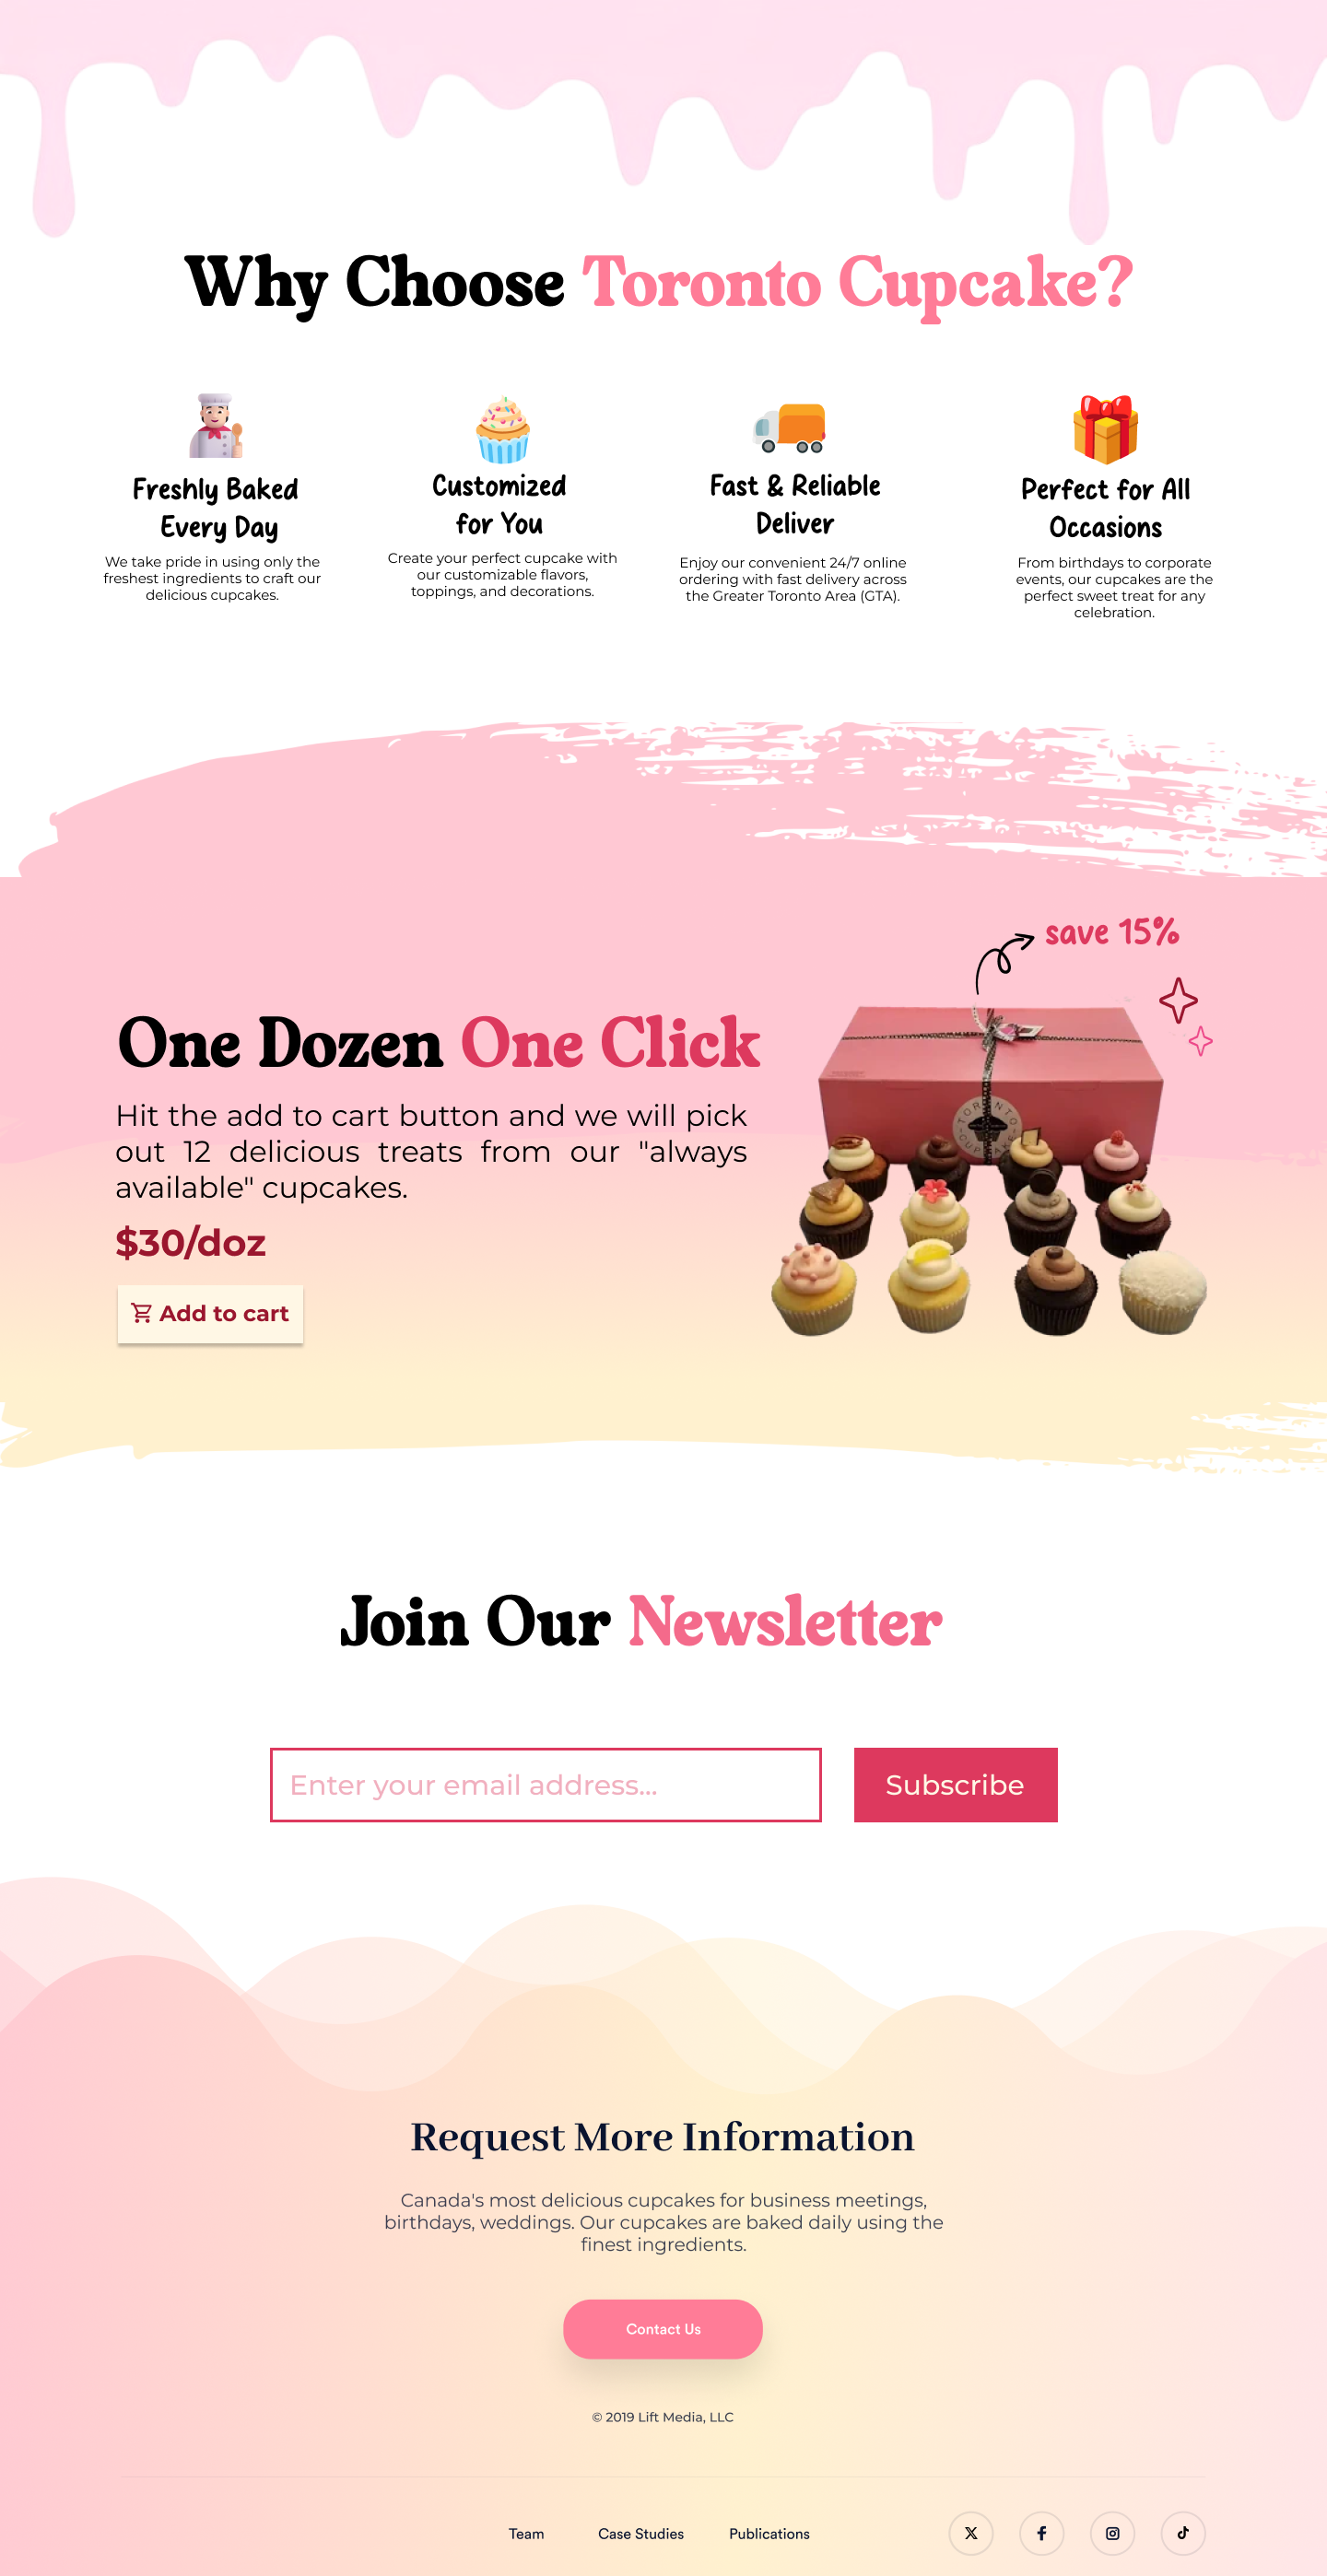 Why Choose Toronto Cupcake?
Freshly Baked
Every Day
We take pride in using only the
freshest ingredients to craft our
delicious cupcakes.
Customized
for You
Create your perfect cupcake with
our customizable flavors,
toppings, and decorations.
Fast & Reliable
Deliver
Enjoy our convenient 24/7 online
ordering with fast delivery across
the Greater Toronto Area (GTA).
Perfect for All
Occasions
From birthdays to corporate
events, our cupcakes are the
perfect sweet treat for any
celebration.
save 15%
One Dozen One Click
Hit the add to cart button and we will pick
out 12 delicious treats from our "always
available" cupcakes.
$30/doz
Add to cart
TORONTO
Join Our Newsletter
Enter your email address...
Subscribe
Request More Information
Canada's most delicious cupcakes for business meetings,
birthdays, weddings. Our cupcakes are baked daily using the
finest ingredients.
Contact Us
© 2019 Lift Media, LLC
Team Case Studies Publications